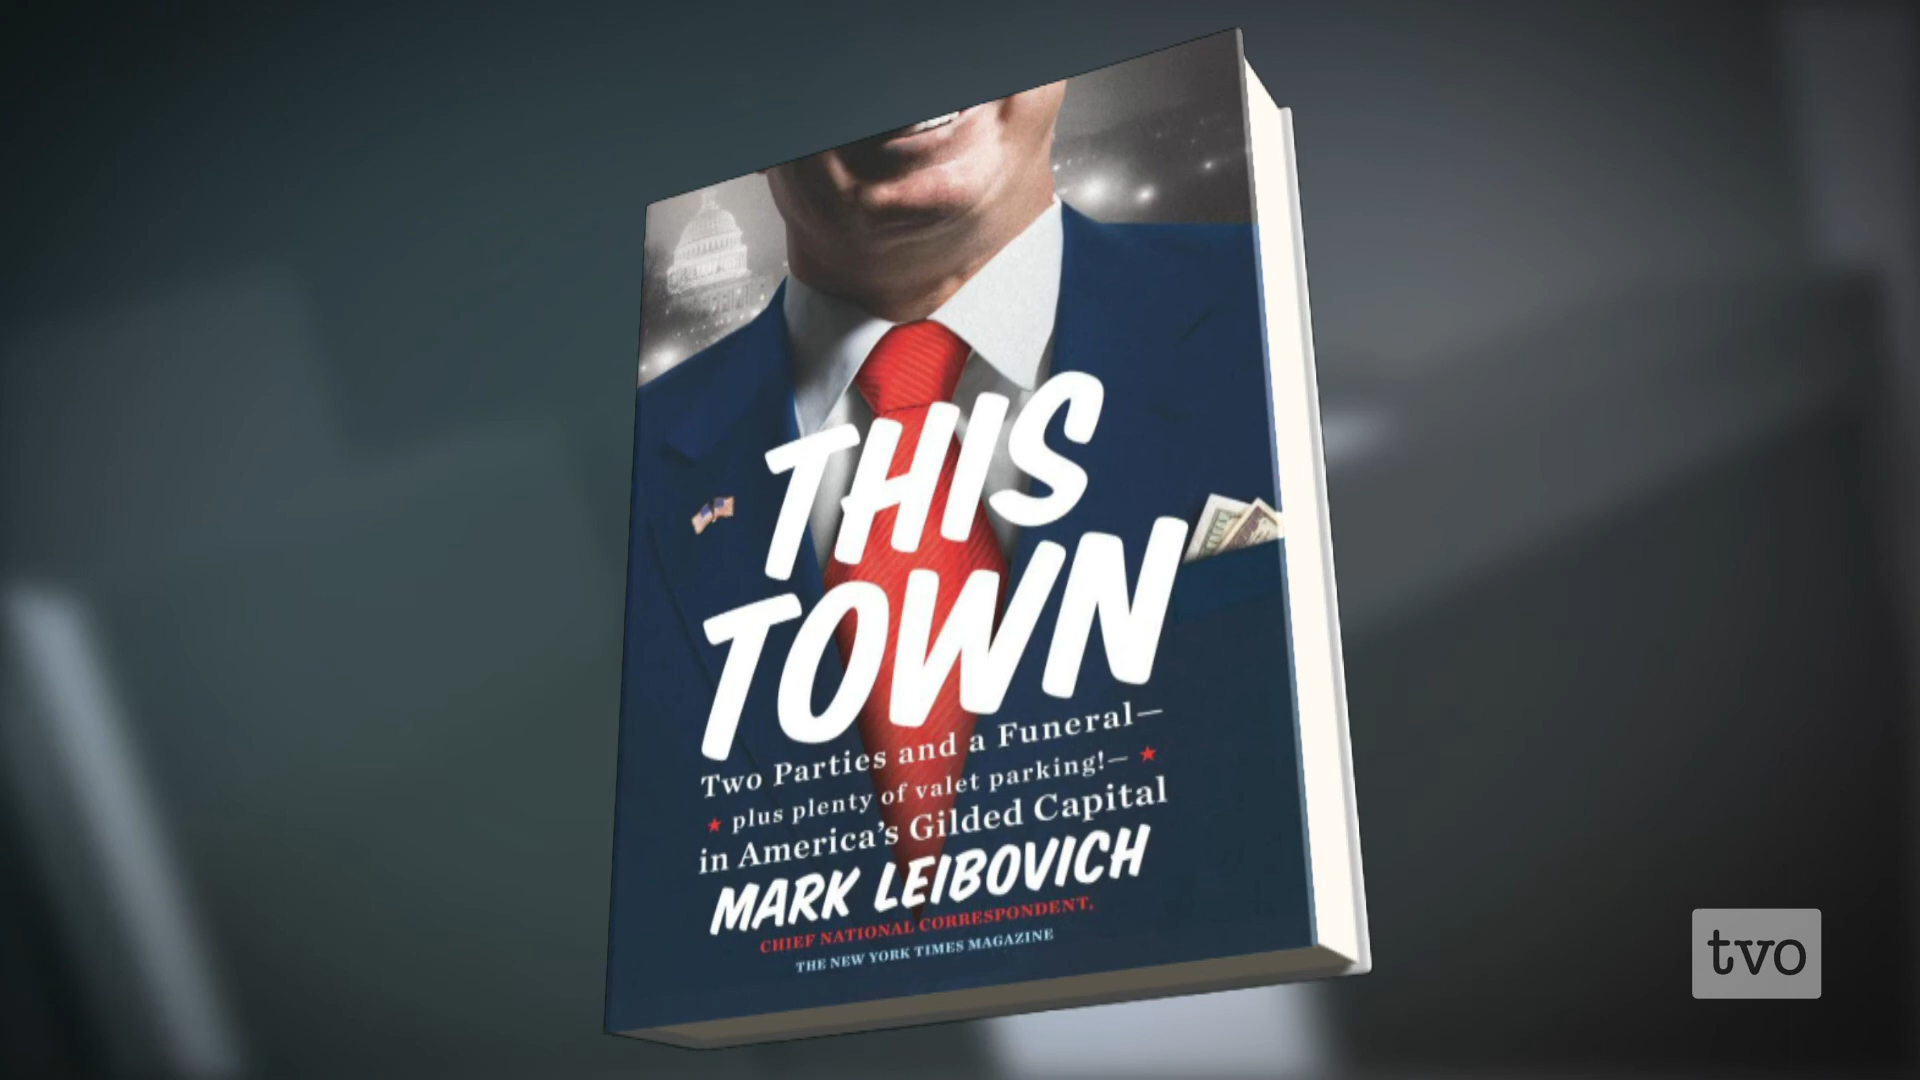 THIS
TOWN
Two Parties and a Funeral—
★ plus plenty of valet parking!— ★
in America's Gilded Capital
MARK LEIBOVICH
CHIEF NATIONAL CORRESPONDENT,
THE NEW YORK TIMES MAGAZINE
tvo